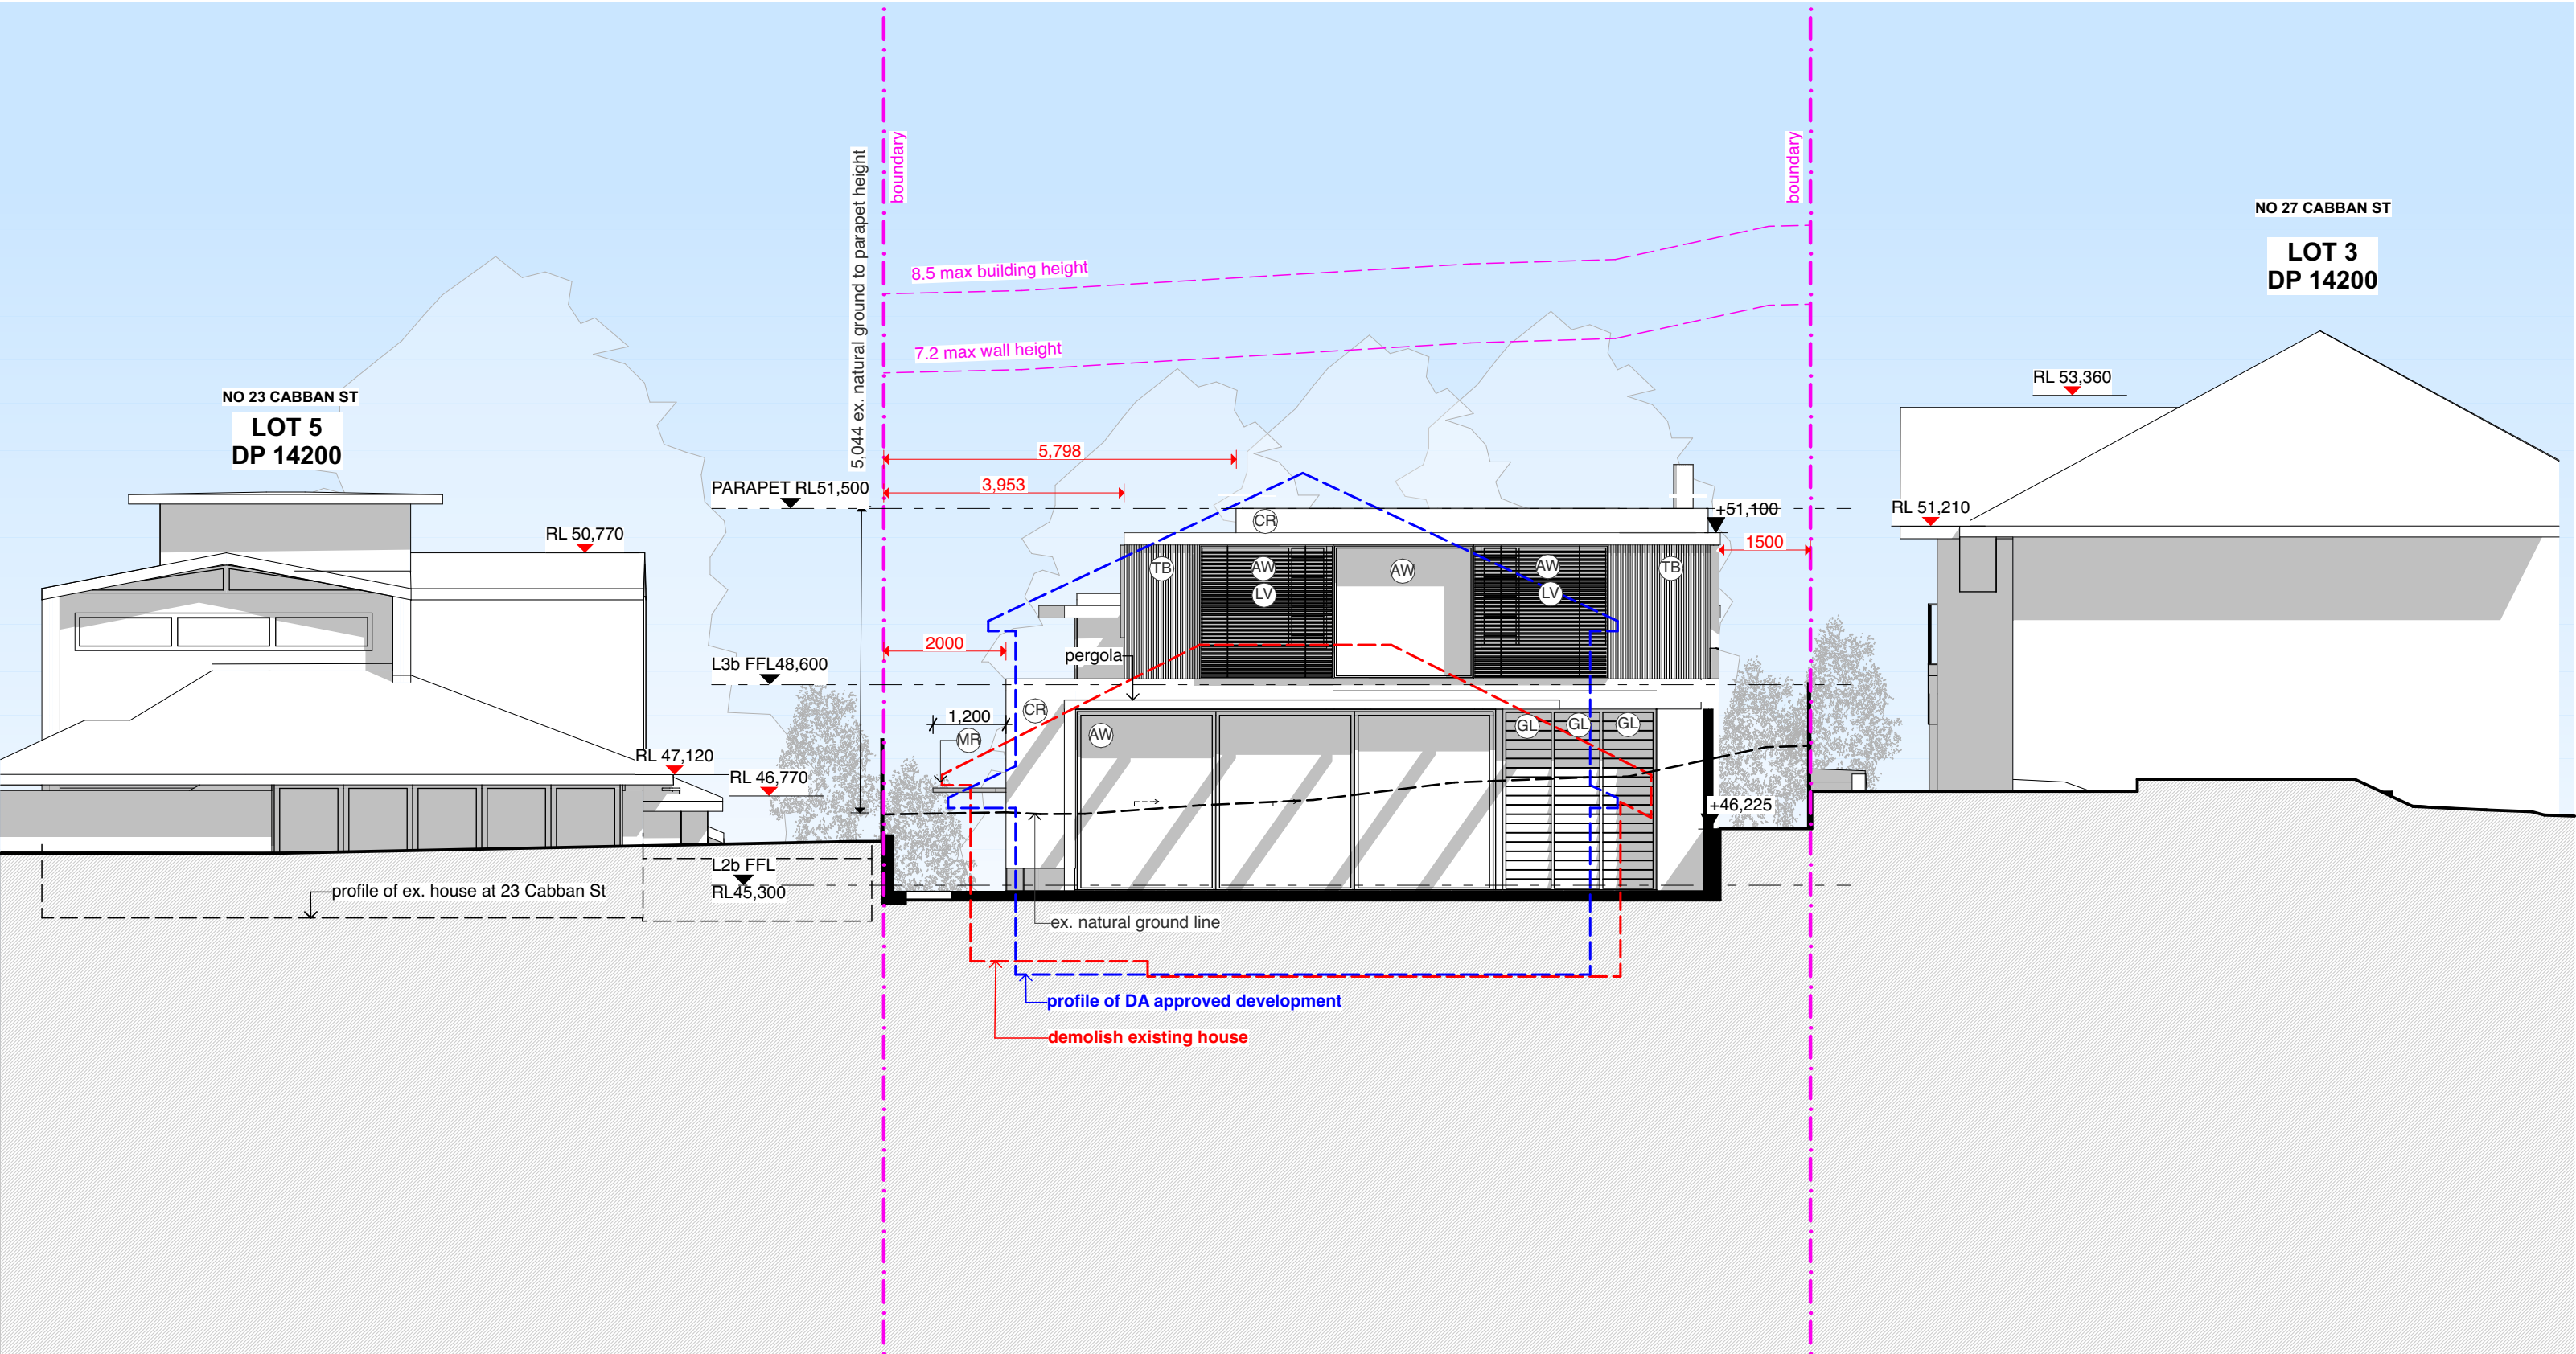 boundary
boundary
5,044 ex. natural ground to parapet height
NO 27 CABBAN ST
LOT 3
DP 14200
8.5 max building height
7.2 max wall height
RL 53,360
NO 23 CABBAN ST
LOT 5
DP 14200
5,798
3,953
PARAPET RL51,500
+51,100
RL 51,210
CR
RL 50,770
1500
TB
AW
LV
AW
AW
LV
TB
2000
pergola
L3b FFL48,600
1,200
CR
MR
AW
GL
GL
GL
RL 47,120
RL 46,770
+46,225
L2b FFL
RL45,300
profile of ex. house at 23 Cabban St
ex. natural ground line
profile of DA approved development
demolish existing house